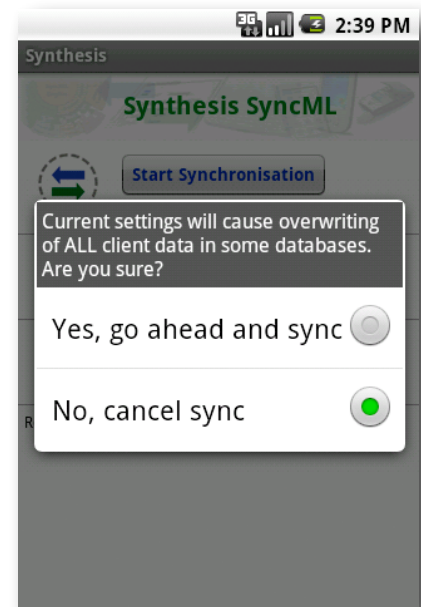 3G 2:39 PM
Synthesis
Synthesis SyncML
Start Synchronisation
Current settings will cause overwriting
of ALL client data in some databases.
Are you sure?
Yes, go ahead and sync
No, cancel sync
R